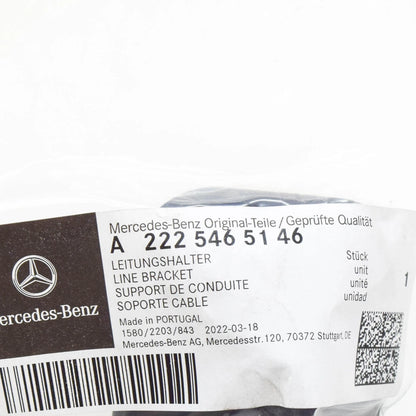 Mercedes-Benz Original-Teile / Geprüfte Qualität
A 222 546 51 46
LEITUNGSHALTER
LINE BRACKET
SUPPORT DE CONDUITE
SOPORTE CABLE
Stück
unit
unité
unidad
1
Made in PORTUGAL
1580/2203/843 2022-03-18
Mercedes-Benz AG, Mercedesstr.120, 70372 Stuttgart, DE
ercedes-Benz